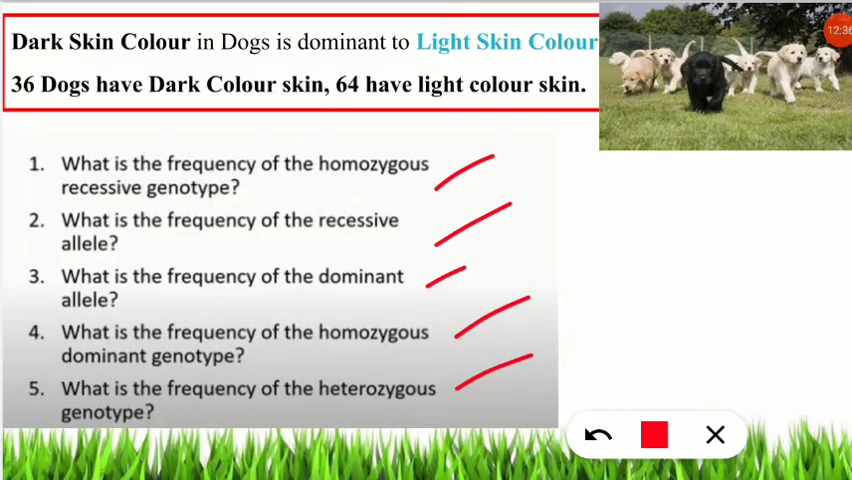 Dark Skin Colour in Dogs is dominant to Light Skin Colour
36 Dogs have Dark Colour skin, 64 have light colour skin.
12:36
1. What is the frequency of the homozygous
recessive genotype?
2. What is the frequency of the recessive
allele?
3. What is the frequency of the dominant
allele?
4. What is the frequency of the homozygous
dominant genotype?
5. What is the frequency of the heterozygous
genotype?